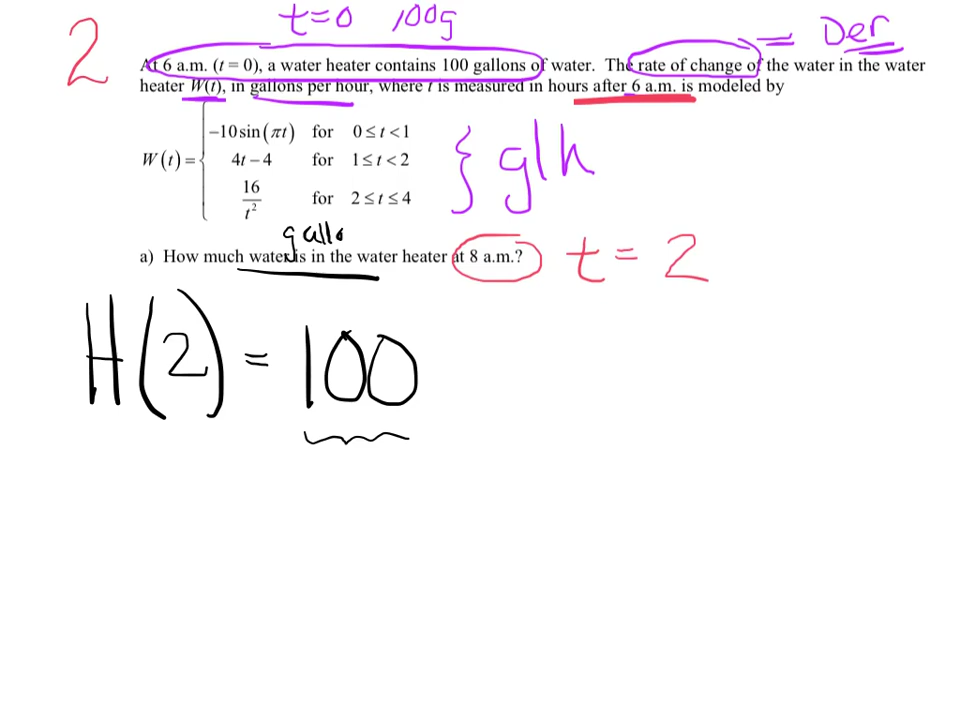 2 t=0 100g = Der
At 6 a.m. (t = 0), a water heater contains 100 gallons of water. The rate of change of the water in the water
heater W(t), in gallons per hour, where t is measured in hours after 6 a.m. is modeled by
W(t) = { −10 sin(πt) for 0 ≤ t < 1
4t − 4 for 1 ≤ t < 2
16/t² for 2 ≤ t ≤ 4
} g/h
gallo
a) How much water is in the water heater at 8 a.m.? t = 2
H(2) = 100